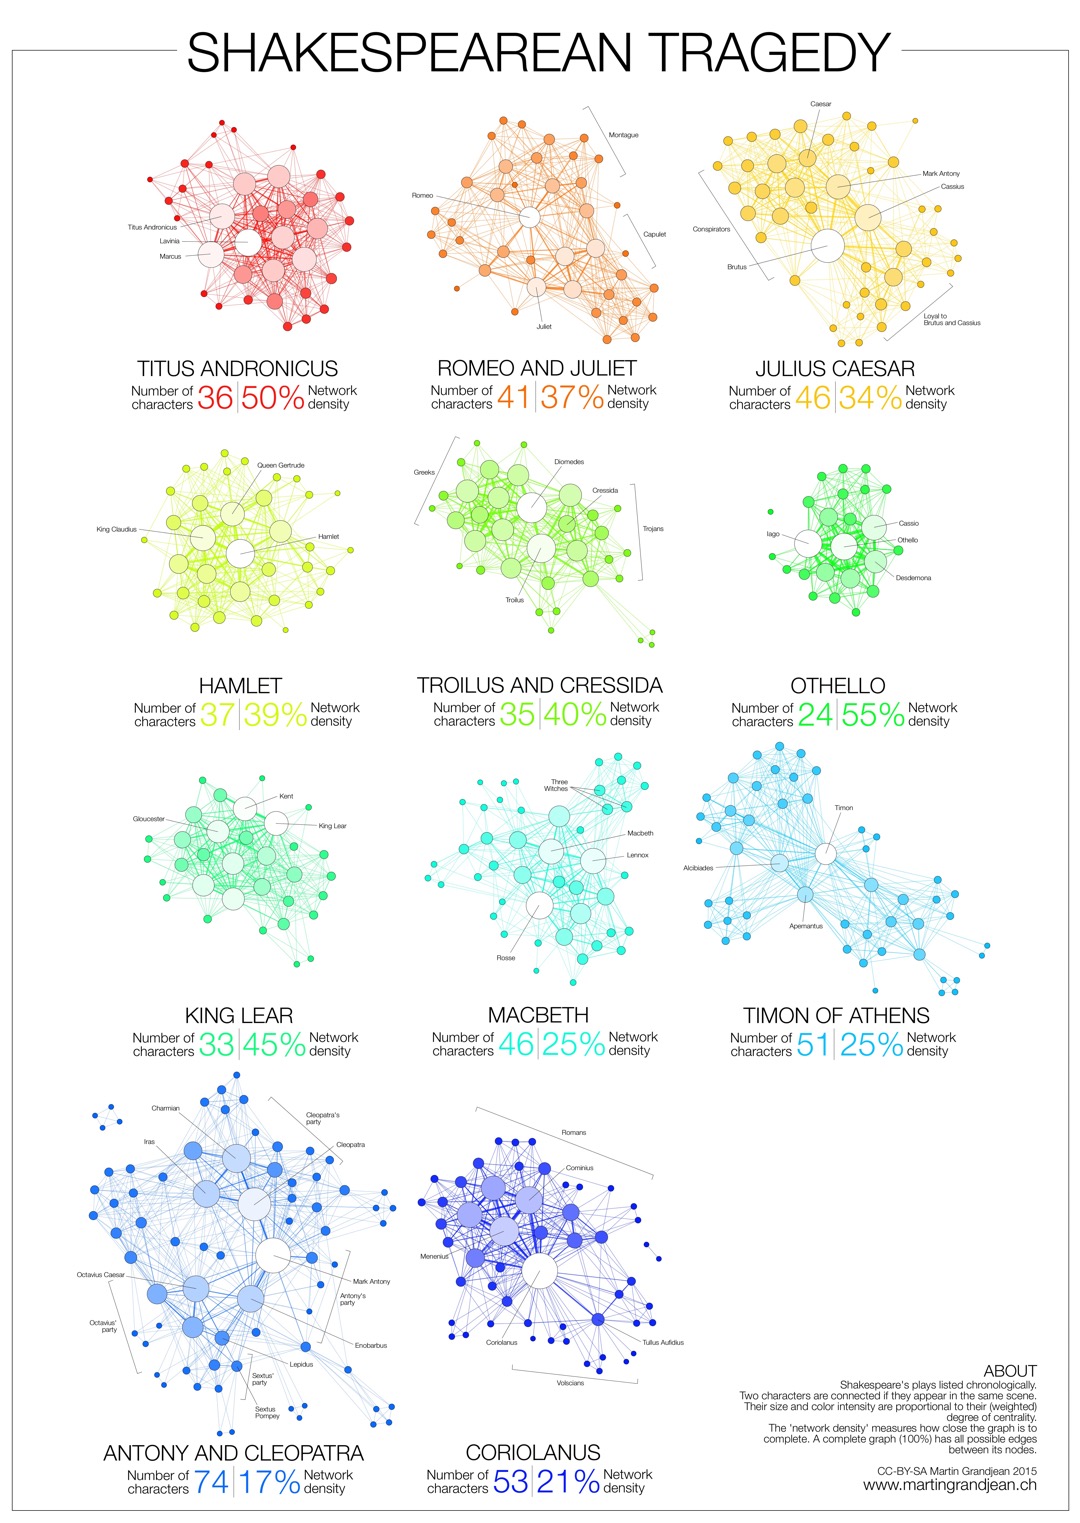 SHAKESPEAREAN TRAGEDY
Titus Andronicus
Lavinia
Marcus
TITUS ANDRONICUS
Number of characters 36 | 50% Network density
Montague
Romeo
Capulet
Juliet
ROMEO AND JULIET
Number of characters 41 | 37% Network density
Caesar
Mark Antony
Cassius
Conspirators
Brutus
Loyal to
Brutus and Cassius
JULIUS CAESAR
Number of characters 46 | 34% Network density
Queen Gertrude
King Claudius
Hamlet
HAMLET
Number of characters 37 | 39% Network density
Greeks
Diomedes
Cressida
Trojans
Troilus
TROILUS AND CRESSIDA
Number of characters 35 | 40% Network density
Iago
Cassio
Othello
Desdemona
OTHELLO
Number of characters 24 | 55% Network density
Kent
Gloucester
King Lear
KING LEAR
Number of characters 33 | 45% Network density
Three
Witches
Macbeth
Lennox
Rosse
MACBETH
Number of characters 46 | 25% Network density
Timon
Alcibiades
Apemantus
TIMON OF ATHENS
Number of characters 51 | 25% Network density
Charmian
Cleopatra's
party
Iras
Cleopatra
Octavius Caesar
Mark Antony
Antony's
party
Octavius'
party
Enobarbus
Lepidus
Sextus'
party
Sextus
Pompey
ANTONY AND CLEOPATRA
Number of characters 74 | 17% Network density
Romans
Cominius
Menenius
Coriolanus
Tullus Aufidius
Volscians
CORIOLANUS
Number of characters 53 | 21% Network density
ABOUT
Shakespeare's plays listed chronologically.
Two characters are connected if they appear in the same scene.
Their size and color intensity are proportional to their (weighted)
degree of centrality.
The 'network density' measures how close the graph is to
complete. A complete graph (100%) has all possible edges
between its nodes.
CC-BY-SA Martin Grandjean 2015
www.martingrandjean.ch